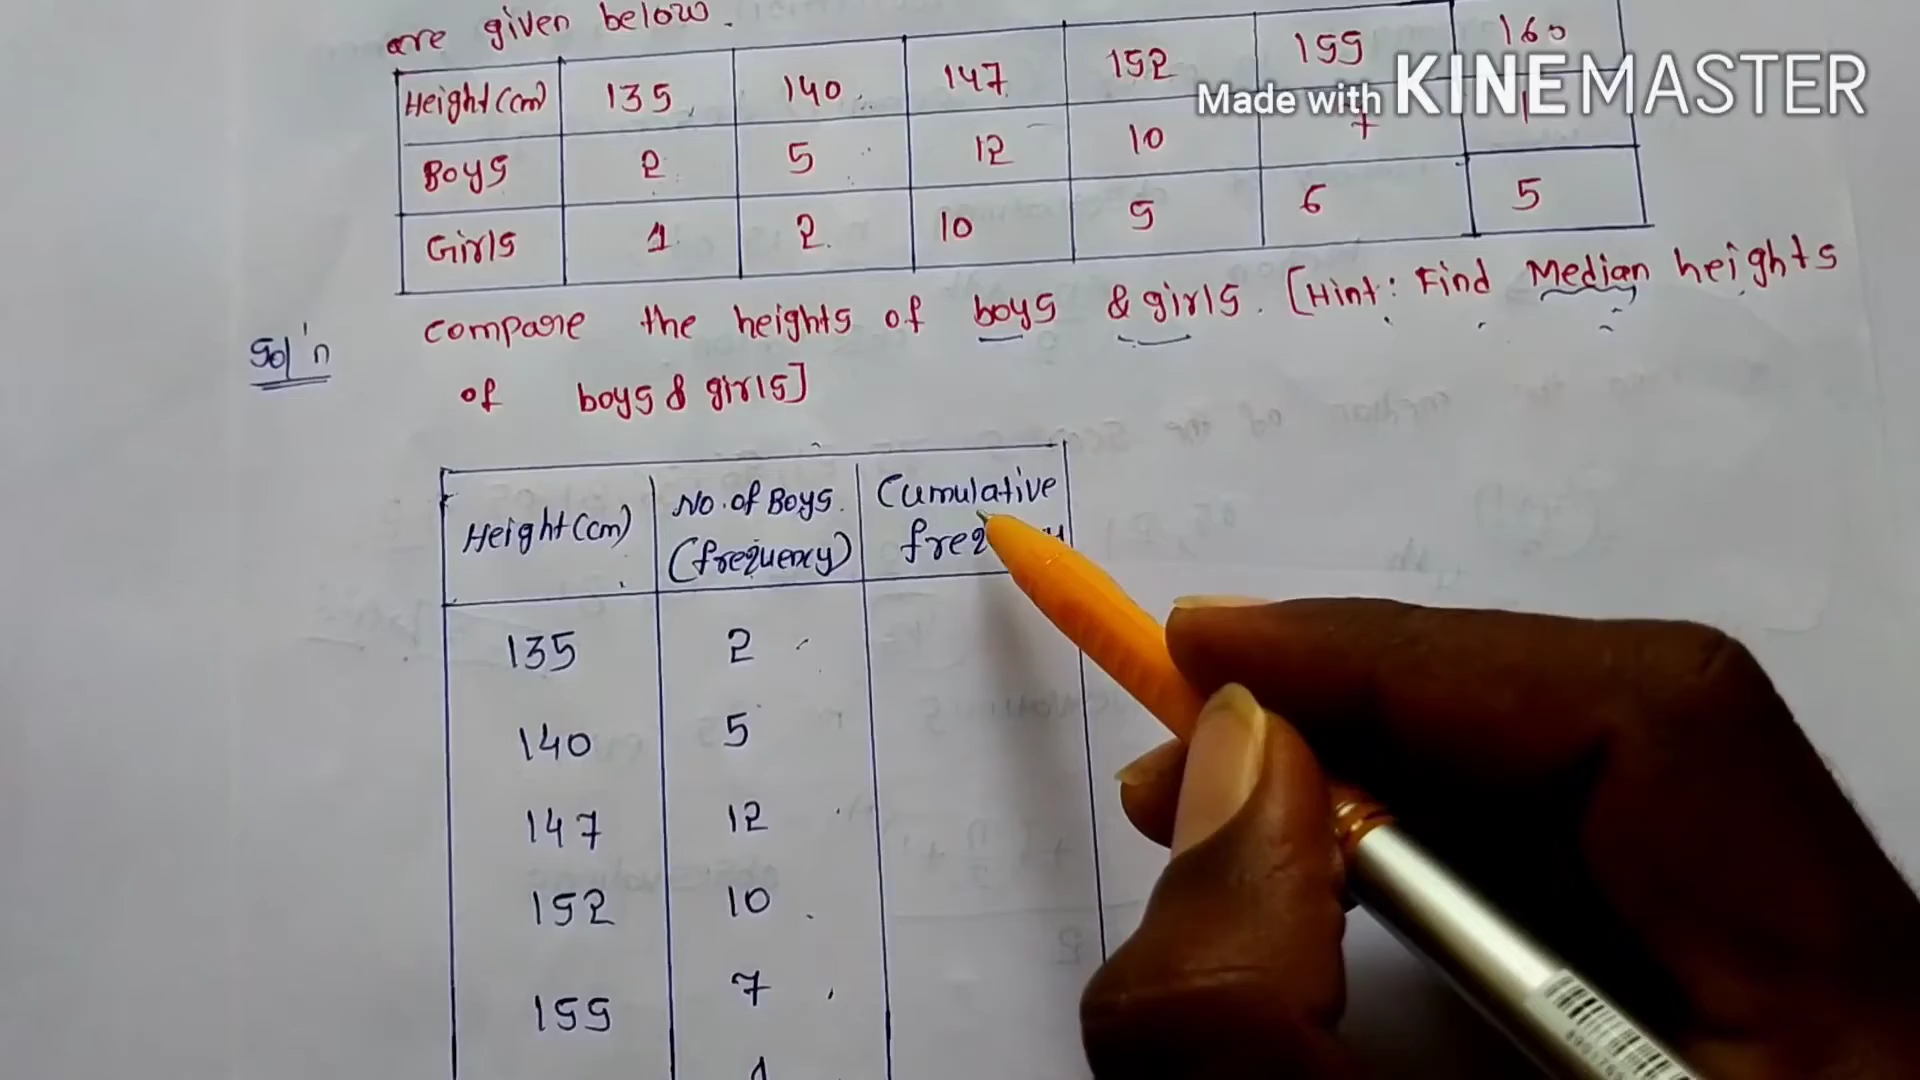 are given below.
Height(cm) 135 140 147 152 155 160
Made with KINEMASTER
Boys 2 5 12 10 7 1
Girls 1 2 10 5 6 5
Sol'n compare the heights of boys & girls. [Hint: Find Median heights
of boys & girls]
Height(cm) No. of Boys. (frequency) Cumulative
135 2
140 5
147 12
152 10
155 7